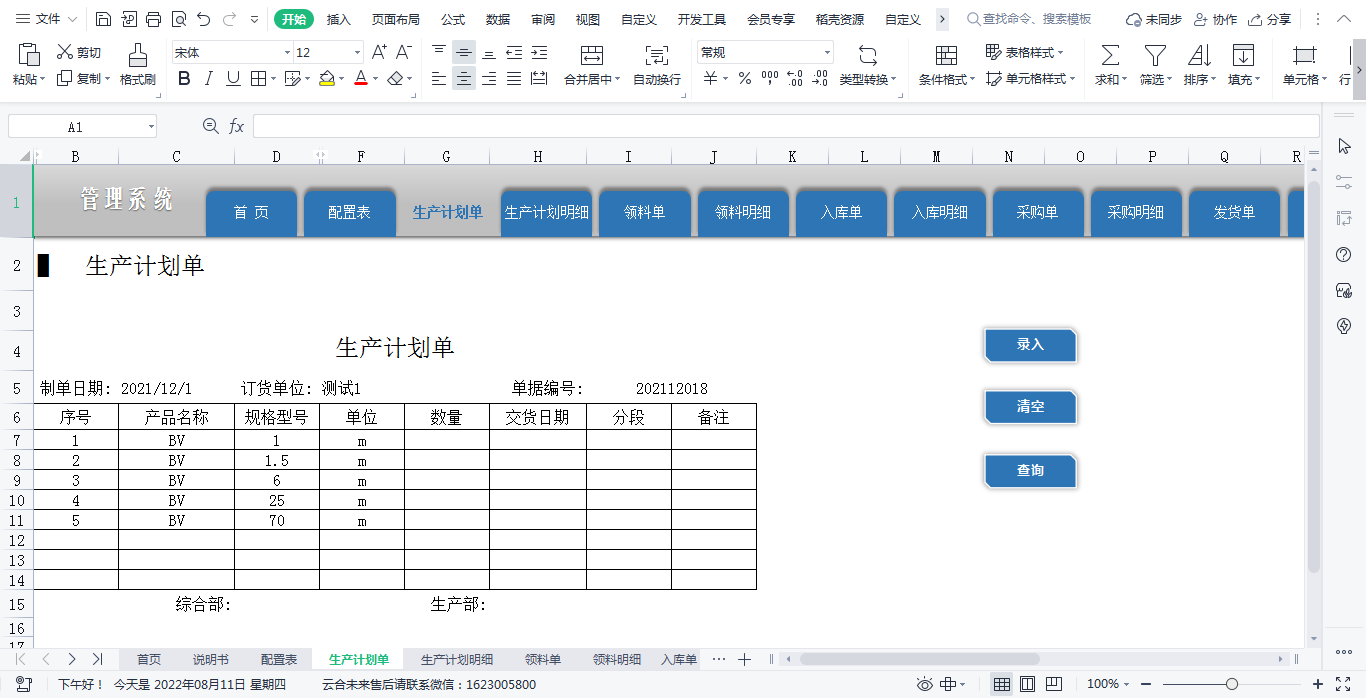 文件 开始 插入 页面布局 公式 数据 审阅 视图 自定义 开发工具 会员专享 稻壳资源 自定义 查找命令、搜索模板 未同步 协作 分享
粘贴 剪切 复制 格式刷 宋体 12 A+ A- B I U A 合并居中 自动换行 常规 ￥ % 类型转换 条件格式 表格样式 单元格样式 求和 筛选 排序 填充 单元格 行
A1 fx
B C D F G H I J K L M N O P Q R
1 管理系统 首 页 配置表 生产计划单 生产计划明细 领料单 领料明细 入库单 入库明细 采购单 采购明细 发货单
2 生产计划单
3
4 生产计划单 录入
5 制单日期: 2021/12/1 订货单位: 测试1 单据编号: 202112018
6 序号 产品名称 规格型号 单位 数量 交货日期 分段 备注 清空
7 1 BV 1 m
8 2 BV 1.5 m
9 3 BV 6 m 查询
10 4 BV 25 m
11 5 BV 70 m
12
13
14
15 综合部: 生产部:
16
17
首页 说明书 配置表 生产计划单 生产计划明细 领料单 领料明细 入库单 ···
下午好！ 今天是 2022年08月11日 星期四 云合未来售后请联系微信：1623005800 100%